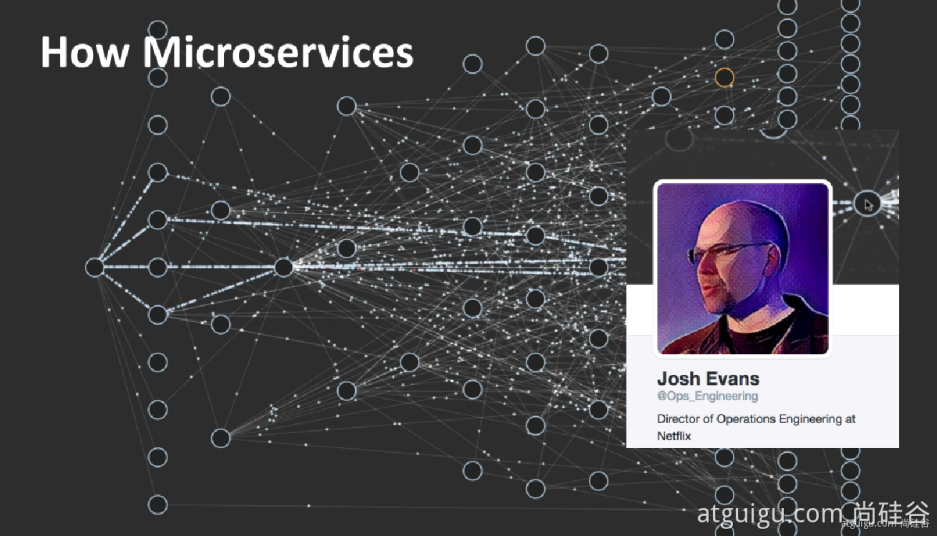 How Microservices
Josh Evans
@Ops_Engineering
Director of Operations Engineering at
Netflix
atguigu.com 尚硅谷
atguigu.com 尚硅谷